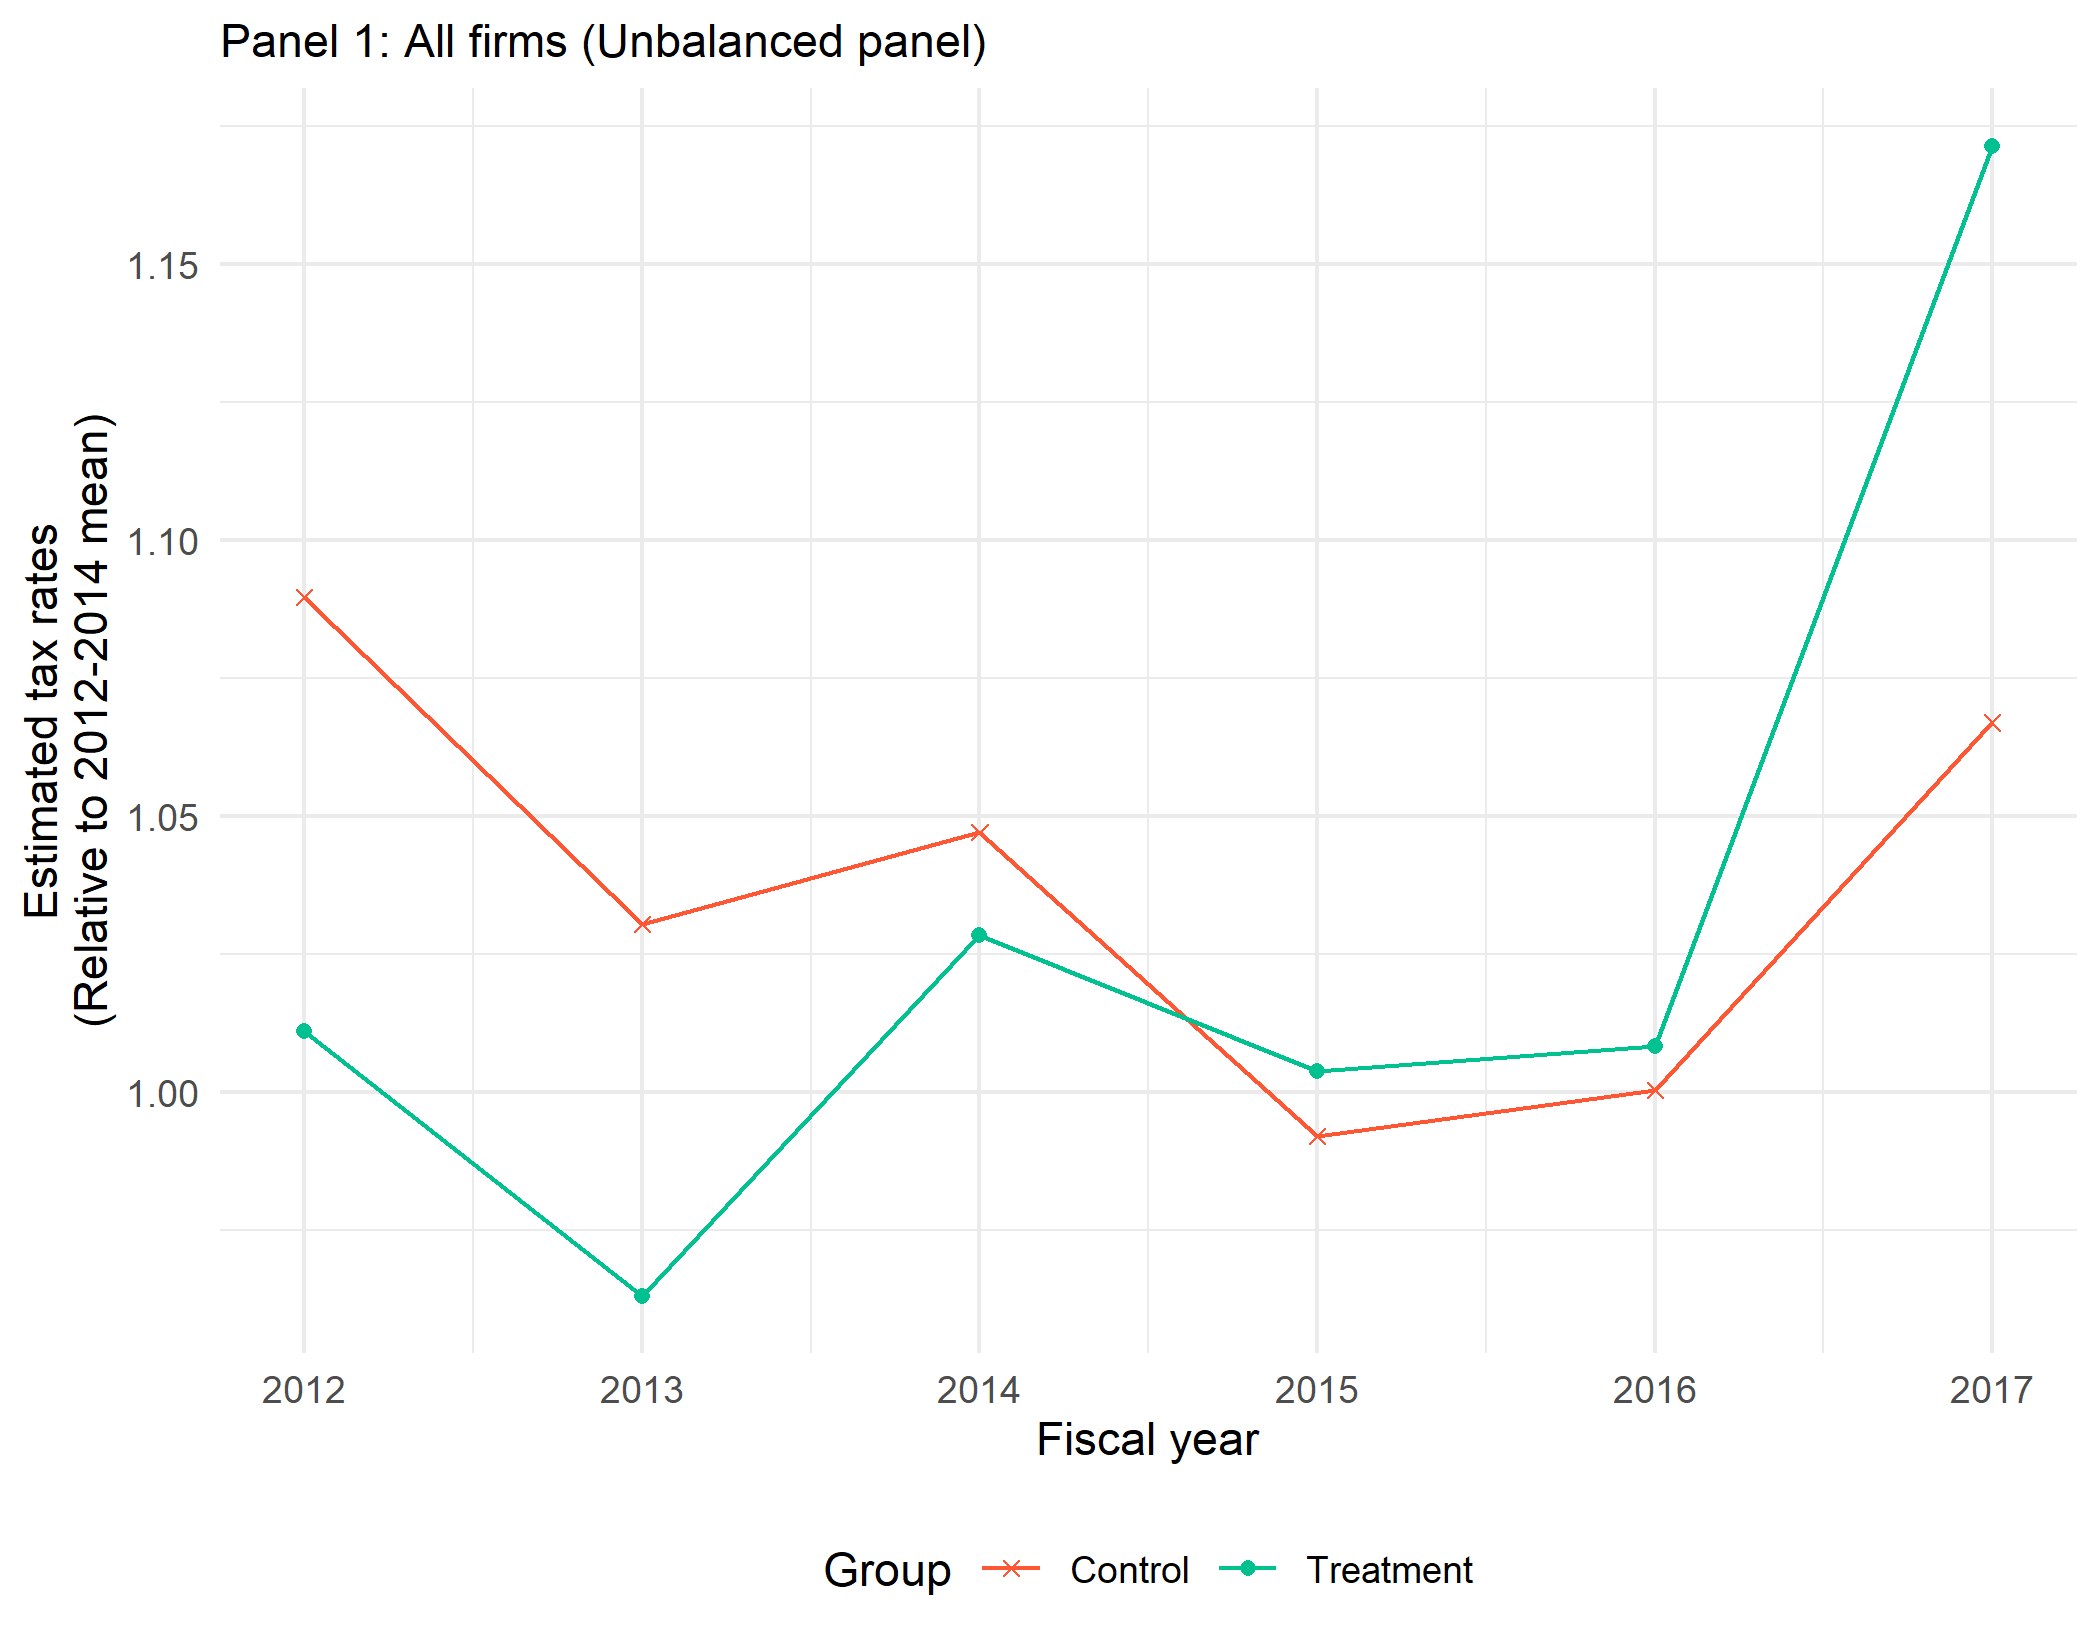 Panel 1: All firms (Unbalanced panel)
Estimated tax rates
(Relative to 2012-2014 mean)
1.15
1.10
1.05
1.00
2012 2013 2014 2015 2016 2017
Fiscal year
Group Control Treatment